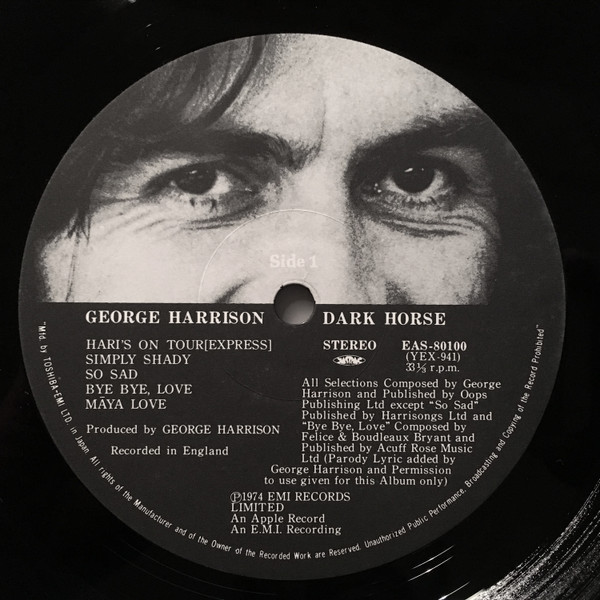 Side 1
GEORGE HARRISON
DARK HORSE
HARI'S ON TOUR[EXPRESS]
SIMPLY SHADY
SO SAD
BYE BYE, LOVE
MĀYA LOVE
Produced by GEORGE HARRISON
Recorded in England
STEREO
EAS-80100
(YEX-941)
33⅓ r.p.m.
All Selections Composed by George
Harrison and Published by Oops
Publishing Ltd except "So Sad"
Published by Harrisongs Ltd and
"Bye Bye, Love" Composed by
Felice & Boudleaux Bryant and
Published by Acuff Rose Music
Ltd (Parody Lyric added by
George Harrison and Permission
to use given for this Album only)
Ⓟ1974 EMI RECORDS
LIMITED
An Apple Record
An E.M.I. Recording
"Mfd. by TOSHIBA-EMI LTD. in Japan. All rights of the Manufacturer and of the Owner of the Recorded Work are Reserved. Unauthorized Public Performance, Broadcasting and Copying of the Record Prohibited"